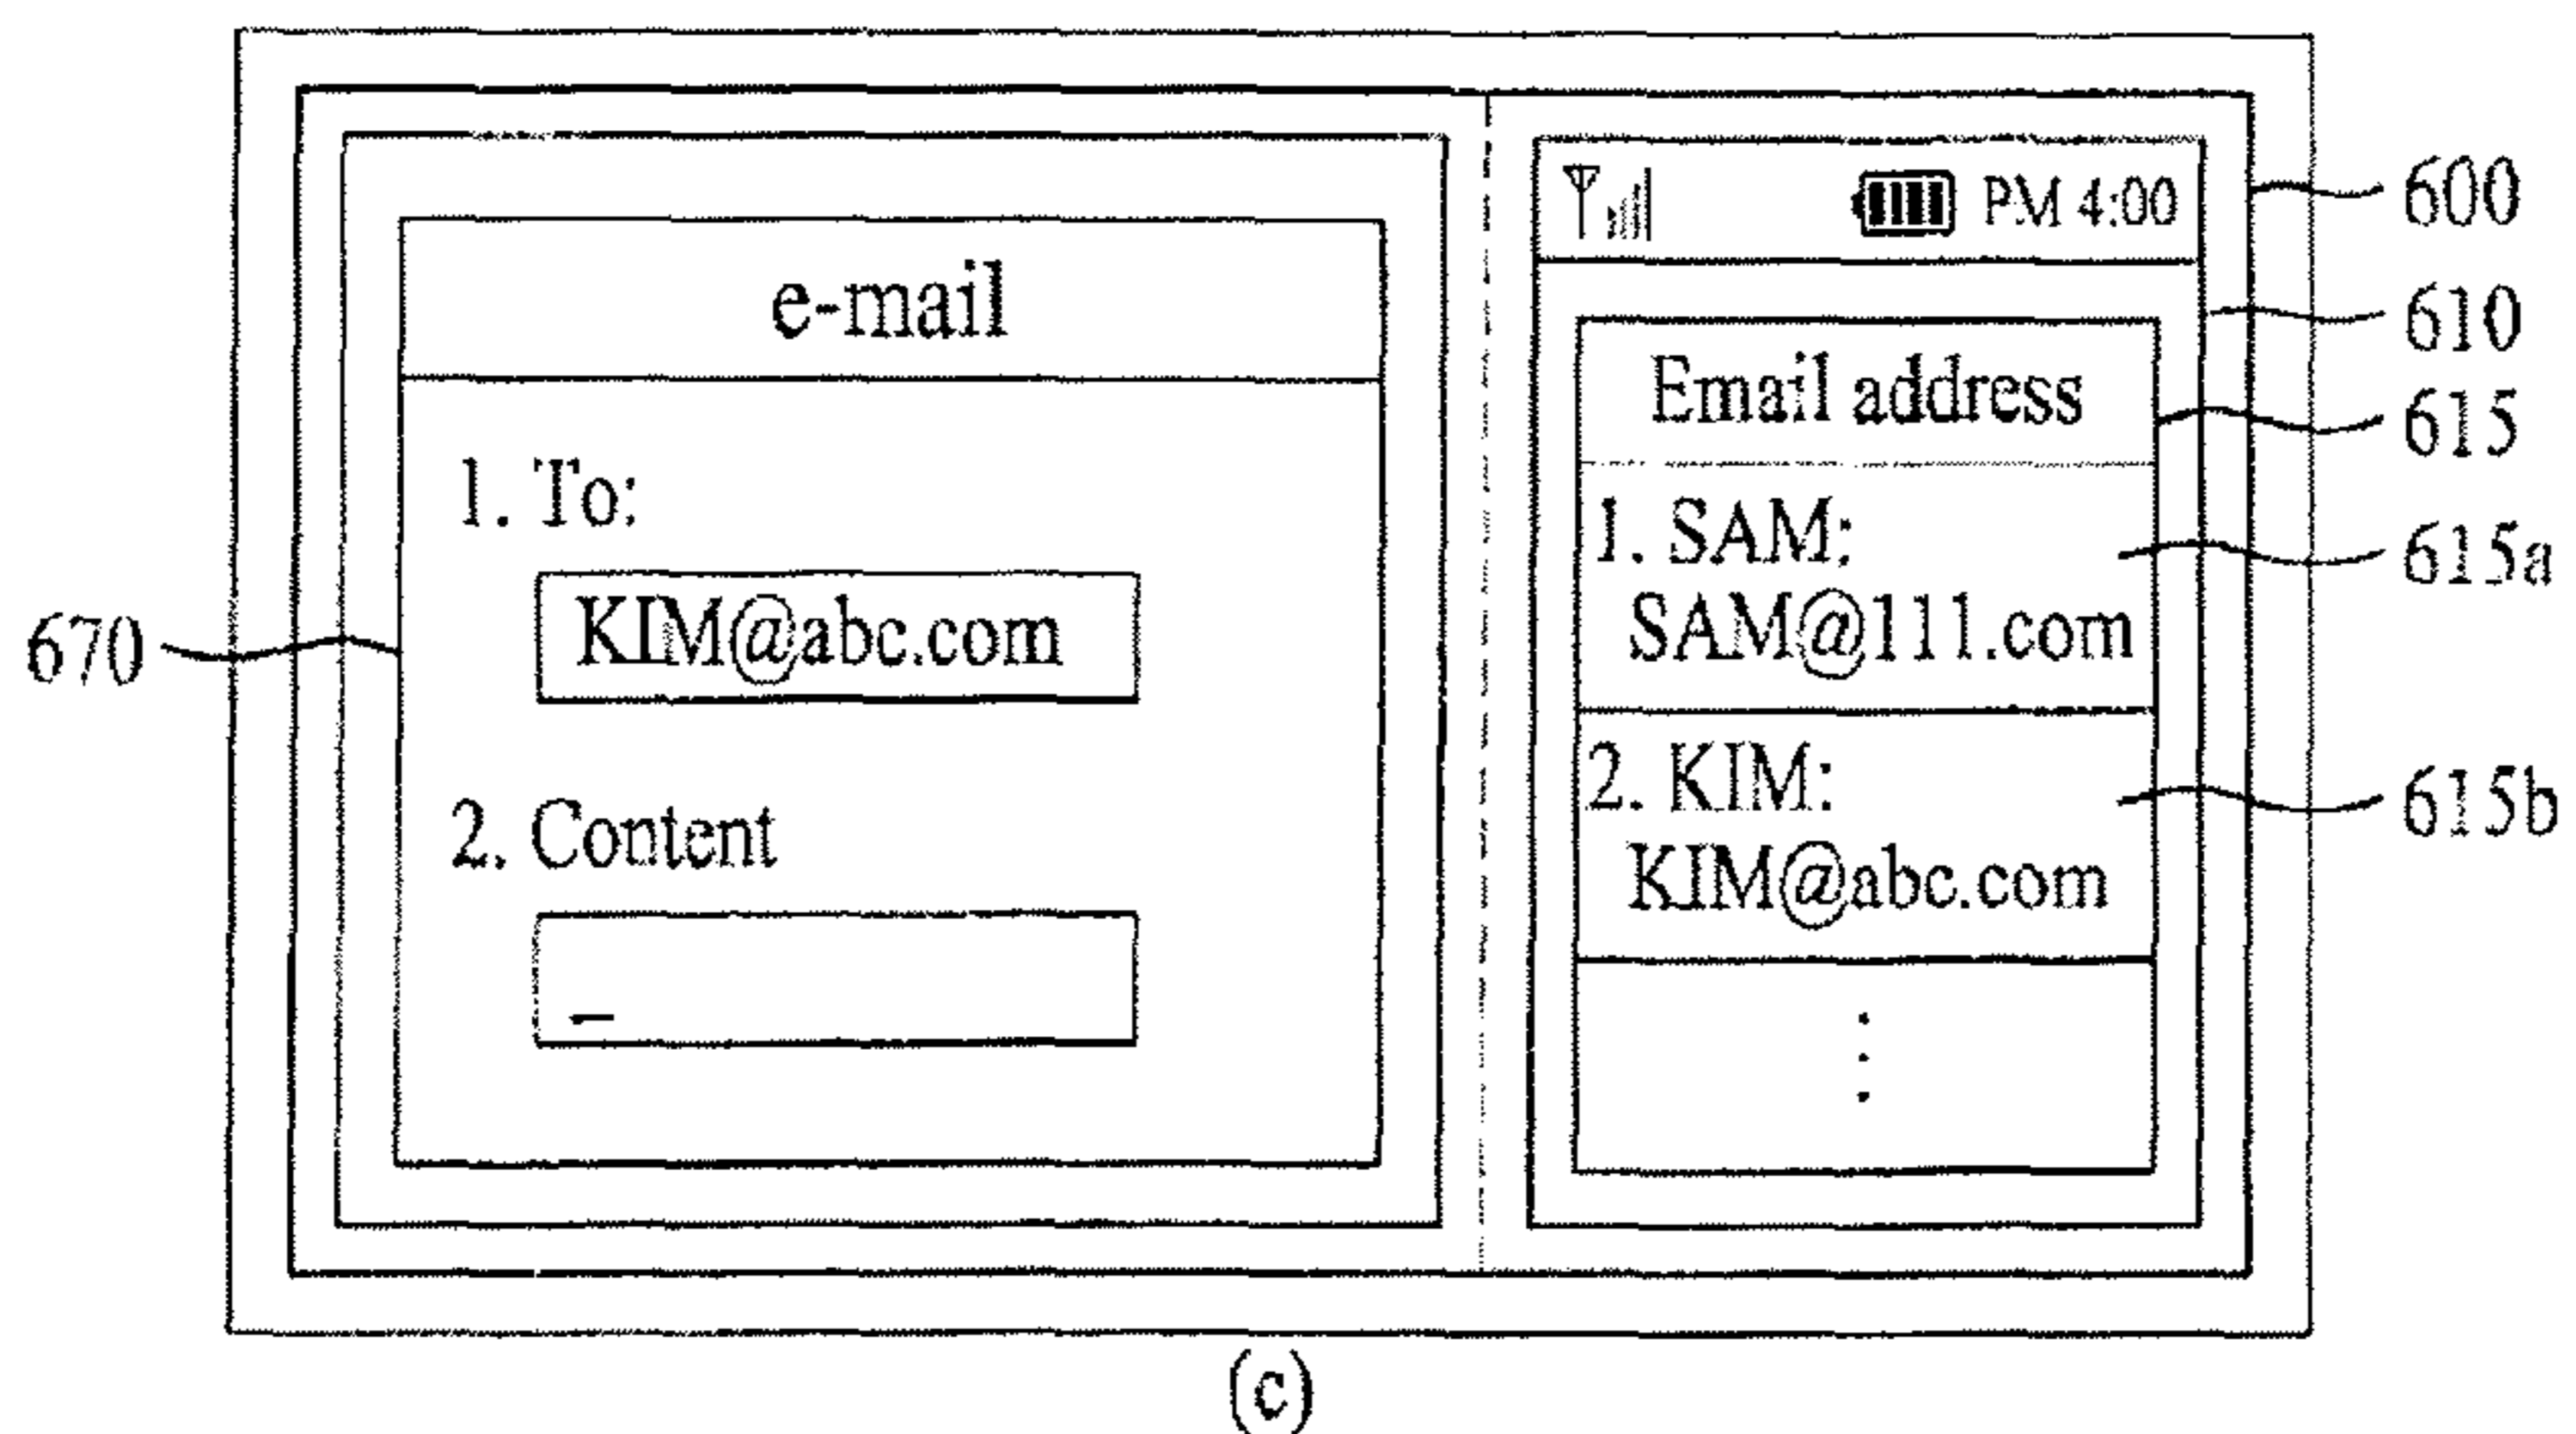 e-mail
1. To:
KIM@abc.com
2. Content
_
670
PM 4:00
Email address
1. SAM:
SAM@111.com
2. KIM:
KIM@abc.com
600
610
615
615a
615b
(c)